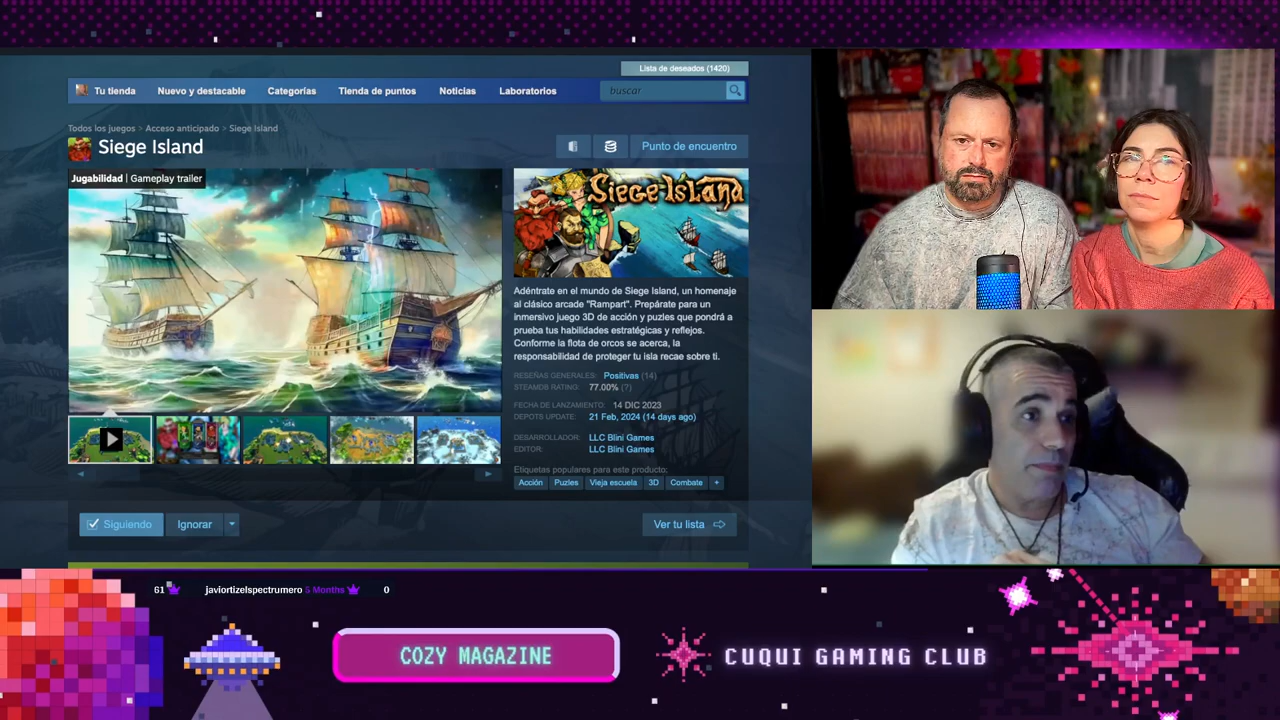 Lista de deseados (1420)
Tu tienda Nuevo y destacable Categorías Tienda de puntos Noticias Laboratorios buscar
Todos los juegos > Acceso anticipado > Siege Island
Siege Island
Punto de encuentro
Jugabilidad | Gameplay trailer
Siege Island
Adéntrate en el mundo de Siege Island, un homenaje
al clásico arcade "Rampart". Prepárate para un
inmersivo juego 3D de acción y puzles que pondrá a
prueba tus habilidades estratégicas y reflejos.
Conforme la flota de orcos se acerca, la
responsabilidad de proteger tu isla recae sobre ti.
RESEÑAS GENERALES: Positivas (14)
STEAMDB RATING: 77.00% (?)
FECHA DE LANZAMIENTO: 14 DIC 2023
DEPOTS UPDATE: 21 Feb, 2024 (14 days ago)
DESARROLLADOR: LLC Blini Games
EDITOR: LLC Blini Games
Etiquetas populares para este producto:
Acción Puzles Vieja escuela 3D Combate +
Siguiendo Ignorar Ver tu lista
61 javiortizelspectrumero 5 Months 0
COZY MAGAZINE
CUQUI GAMING CLUB